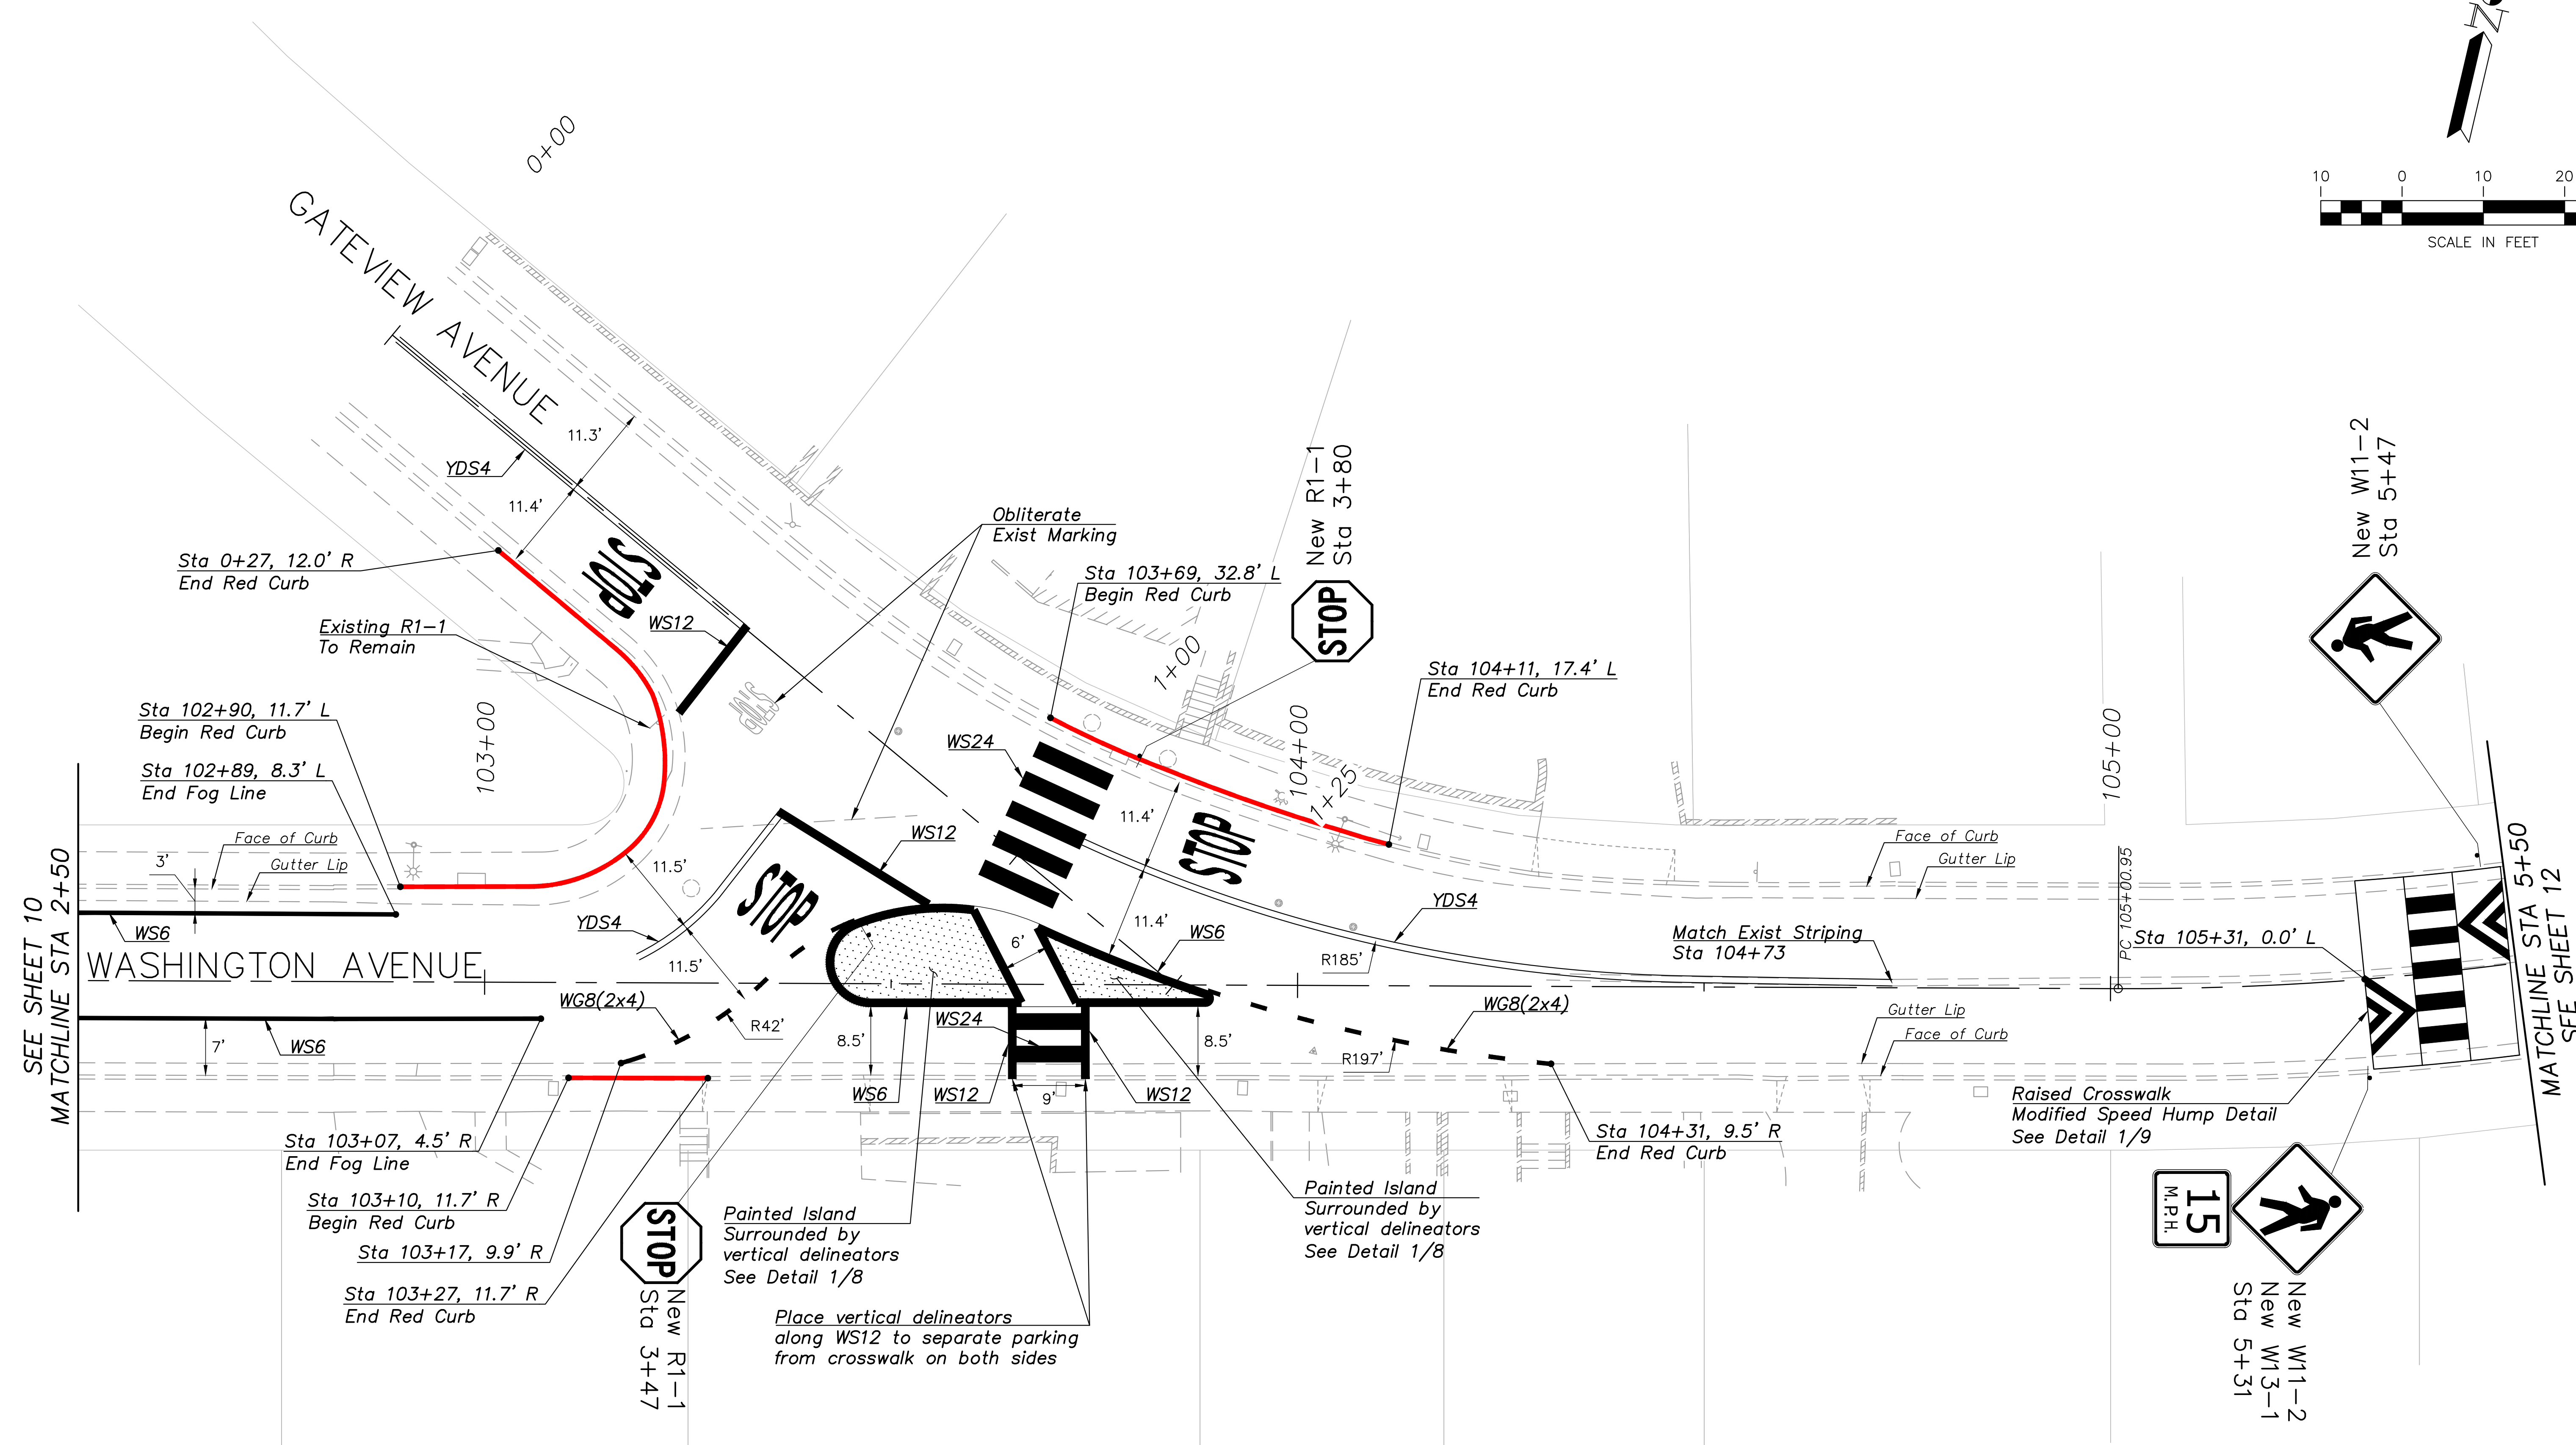 N
10 0 10 20
SCALE IN FEET
0+00
GATEVIEW AVENUE
11.3'
YDS4
11.4'
STOP
WS12
Sta 0+27, 12.0' R
End Red Curb
Existing R1-1
To Remain
Sta 102+90, 11.7' L
Begin Red Curb
Sta 102+89, 8.3' L
End Fog Line
103+00
Obliterate
Exist Marking
STOP
Sta 103+69, 32.8' L
Begin Red Curb
1+00
New R1-1
Sta 3+80
STOP
Sta 104+11, 17.4' L
End Red Curb
104+00
1+25
105+00
PC 105+00.95
New W11-2
Sta 5+47
WS24
11.4'
STOP
11.4'
YDS4
WS12
STOP
11.5'
YDS4
11.5'
6'
WS6
R185'
Match Exist Striping
Sta 104+73
Face of Curb
Gutter Lip
Sta 105+31, 0.0' L
SEE SHEET 10
MATCHLINE STA 2+50
3'
Face of Curb
Gutter Lip
WS6
WASHINGTON AVENUE
WS6
7'
WG8(2x4)
R42'
8.5'
WS6
WS24
WS12
9'
WS12
8.5'
WG8(2x4)
R197'
Gutter Lip
Face of Curb
MATCHLINE STA 5+50
SEE SHEET 12
Sta 103+07, 4.5' R
End Fog Line
Sta 103+10, 11.7' R
Begin Red Curb
Sta 103+17, 9.9' R
Sta 103+27, 11.7' R
End Red Curb
STOP
New R1-1
Sta 3+47
Painted Island
Surrounded by
vertical delineators
See Detail 1/8
Place vertical delineators
along WS12 to separate parking
from crosswalk on both sides
Painted Island
Surrounded by
vertical delineators
See Detail 1/8
Sta 104+31, 9.5' R
End Red Curb
Raised Crosswalk
Modified Speed Hump Detail
See Detail 1/9
15
M.P.H.
New W11-2
New W13-1
Sta 5+31